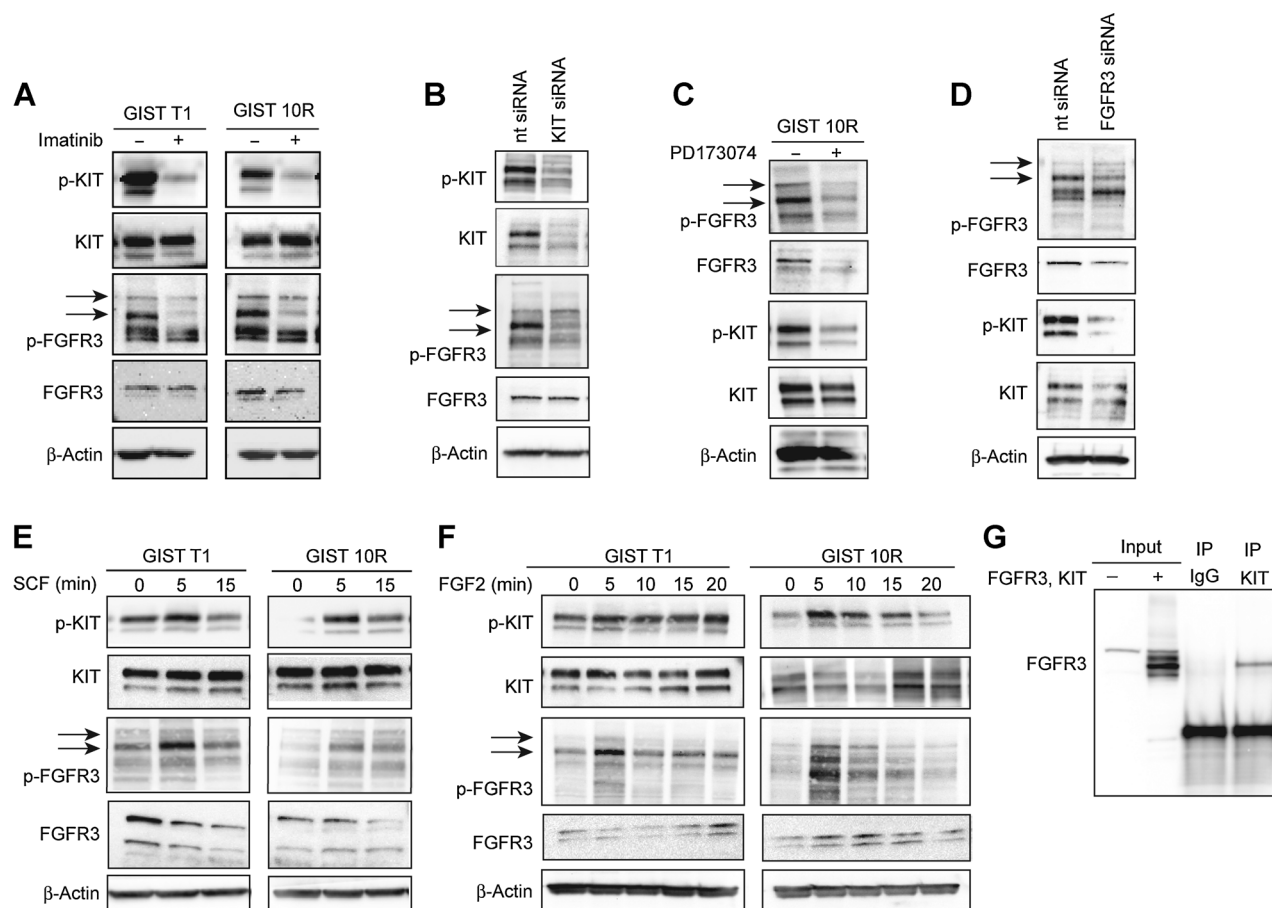 A
GIST T1 GIST 10R
Imatinib – + – +
p-KIT
KIT
p-FGFR3
FGFR3
β-Actin
B
nt siRNA
KIT siRNA
p-KIT
KIT
p-FGFR3
FGFR3
β-Actin
C
GIST 10R
PD173074 – +
p-FGFR3
FGFR3
p-KIT
KIT
β-Actin
D
nt siRNA
FGFR3 siRNA
p-FGFR3
FGFR3
p-KIT
KIT
β-Actin
E
GIST T1 GIST 10R
SCF (min) 0 5 15 0 5 15
p-KIT
KIT
p-FGFR3
FGFR3
β-Actin
F
GIST T1 GIST 10R
FGF2 (min) 0 5 10 15 20 0 5 10 15 20
p-KIT
KIT
p-FGFR3
FGFR3
β-Actin
G
Input IP IP
FGFR3, KIT – + IgG KIT
FGFR3